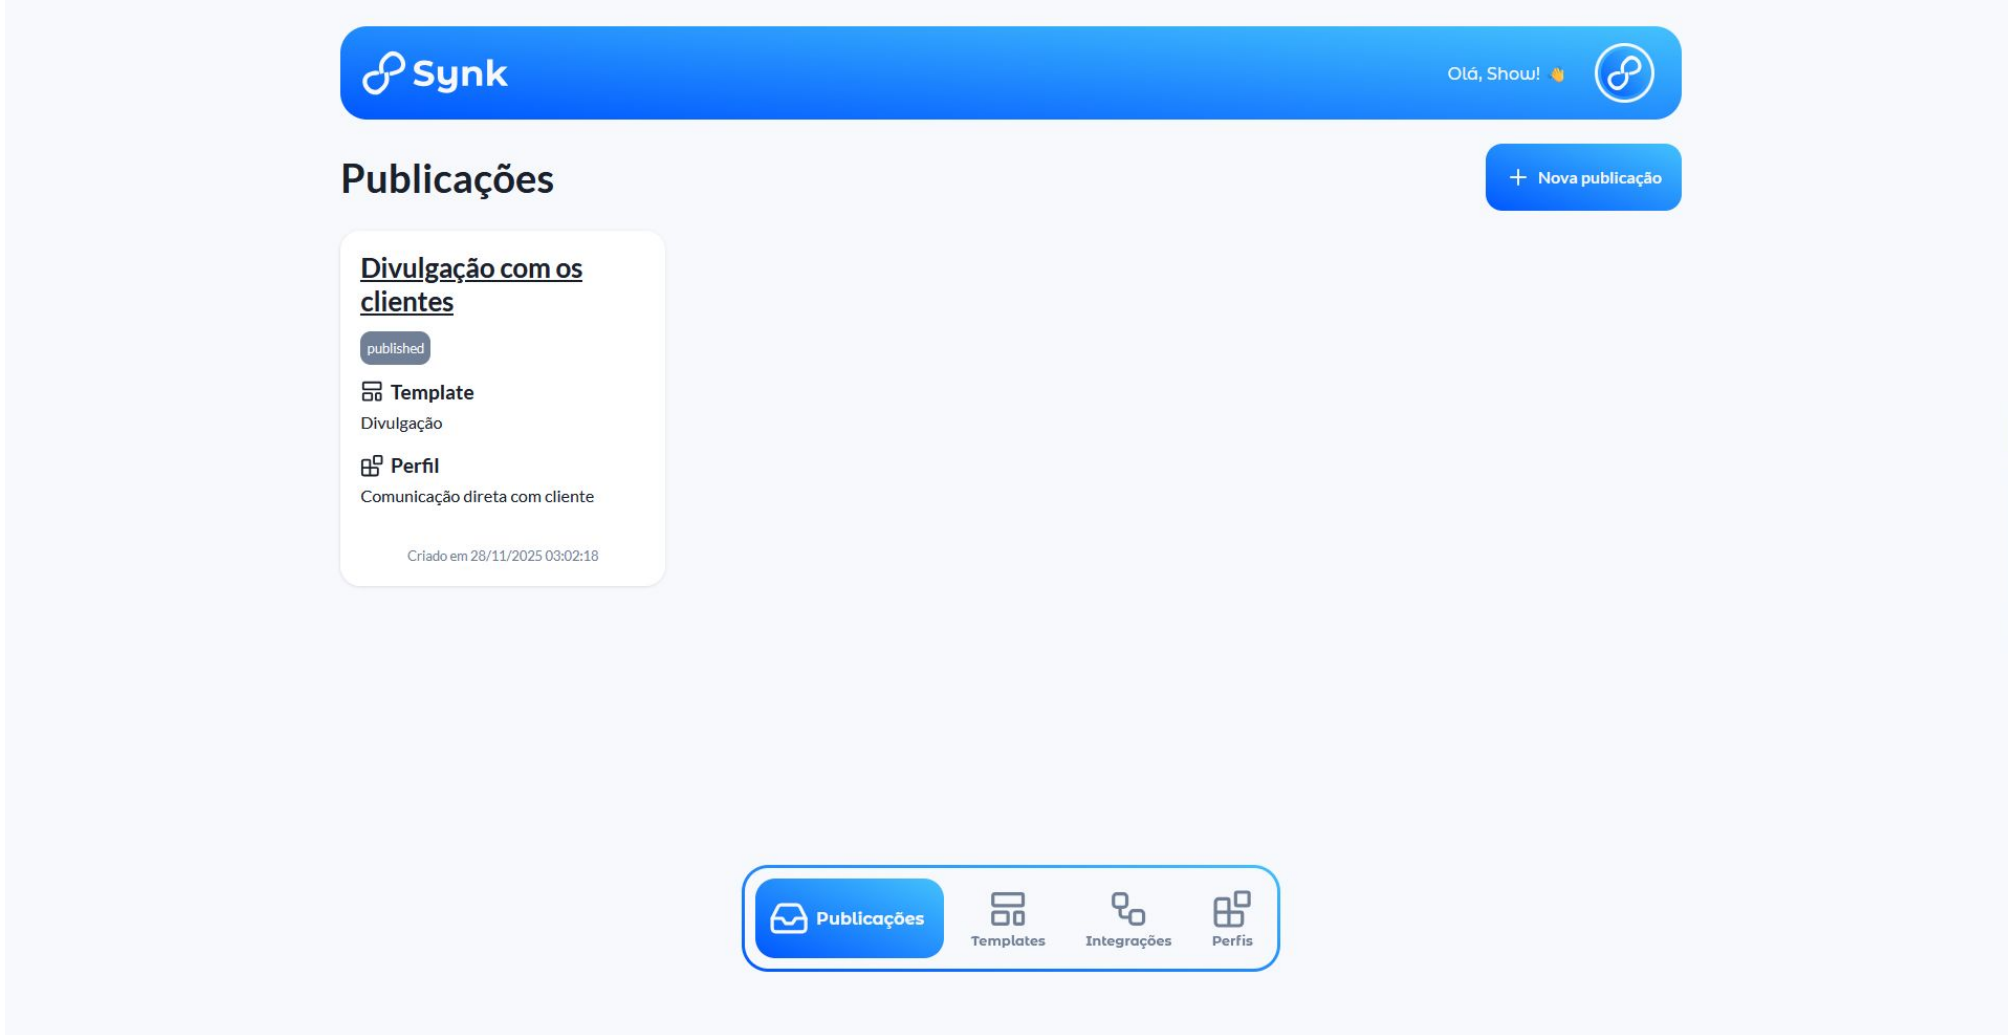 Synk
Olá, Show! 👋
Publicações
Nova publicação
Divulgação com os
clientes
published
Template
Divulgação
Perfil
Comunicação direta com cliente
Criado em 28/11/2025 03:02:18
Publicações
Templates
Integrações
Perfis